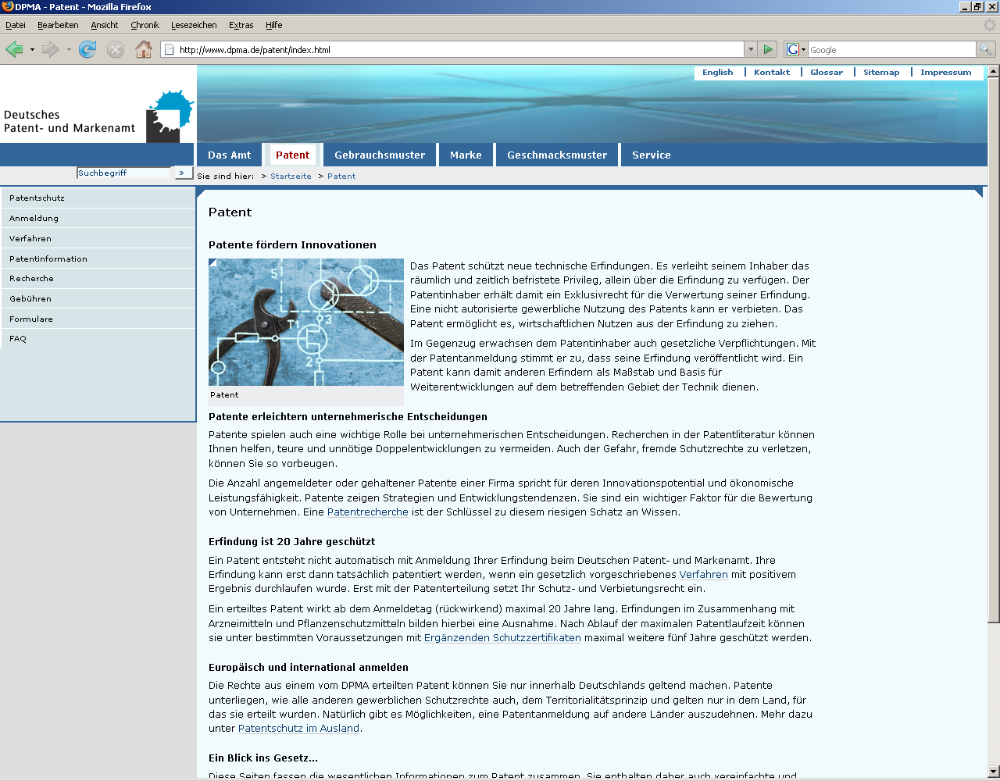 DPMA - Patent - Mozilla Firefox
Datei Bearbeiten Ansicht Chronik Lesezeichen Extras Hilfe
http://www.dpma.de/patent/index.html
G Google
English Kontakt Glossar Sitemap Impressum
Deutsches
Patent- und Markenamt
Das Amt Patent Gebrauchsmuster Marke Geschmacksmuster Service
Suchbegriff »
Sie sind hier: > Startseite > Patent
Patentschutz
Anmeldung
Verfahren
Patentinformation
Recherche
Gebühren
Formulare
FAQ
Patent
Patente fördern Innovationen
5
T1
3
2
Patent
Das Patent schützt neue technische Erfindungen. Es verleiht seinem Inhaber das
räumlich und zeitlich befristete Privileg, allein über die Erfindung zu verfügen. Der
Patentinhaber erhält damit ein Exklusivrecht für die Verwertung seiner Erfindung.
Eine nicht autorisierte gewerbliche Nutzung des Patents kann er verbieten. Das
Patent ermöglicht es, wirtschaftlichen Nutzen aus der Erfindung zu ziehen.
Im Gegenzug erwachsen dem Patentinhaber auch gesetzliche Verpflichtungen. Mit
der Patentanmeldung stimmt er zu, dass seine Erfindung veröffentlicht wird. Ein
Patent kann damit anderen Erfindern als Maßstab und Basis für
Weiterentwicklungen auf dem betreffenden Gebiet der Technik dienen.
Patente erleichtern unternehmerische Entscheidungen
Patente spielen auch eine wichtige Rolle bei unternehmerischen Entscheidungen. Recherchen in der Patentliteratur können
Ihnen helfen, teure und unnötige Doppelentwicklungen zu vermeiden. Auch der Gefahr, fremde Schutzrechte zu verletzen,
können Sie so vorbeugen.
Die Anzahl angemeldeter oder gehaltener Patente einer Firma spricht für deren Innovationspotential und ökonomische
Leistungsfähigkeit. Patente zeigen Strategien und Entwicklungstendenzen. Sie sind ein wichtiger Faktor für die Bewertung
von Unternehmen. Eine Patentrecherche ist der Schlüssel zu diesem riesigen Schatz an Wissen.
Erfindung ist 20 Jahre geschützt
Ein Patent entsteht nicht automatisch mit Anmeldung Ihrer Erfindung beim Deutschen Patent- und Markenamt. Ihre
Erfindung kann erst dann tatsächlich patentiert werden, wenn ein gesetzlich vorgeschriebenes Verfahren mit positivem
Ergebnis durchlaufen wurde. Erst mit der Patenterteilung setzt Ihr Schutz- und Verbietungsrecht ein.
Ein erteiltes Patent wirkt ab dem Anmeldetag (rückwirkend) maximal 20 Jahre lang. Erfindungen im Zusammenhang mit
Arzneimitteln und Pflanzenschutzmitteln bilden hierbei eine Ausnahme. Nach Ablauf der maximalen Patentlaufzeit können
sie unter bestimmten Voraussetzungen mit Ergänzenden Schutzzertifikaten maximal weitere fünf Jahre geschützt werden.
Europäisch und international anmelden
Die Rechte aus einem vom DPMA erteilten Patent können Sie nur innerhalb Deutschlands geltend machen. Patente
unterliegen, wie alle anderen gewerblichen Schutzrechte auch, dem Territorialitätsprinzip und gelten nur in dem Land, für
das sie erteilt wurden. Natürlich gibt es Möglichkeiten, eine Patentanmeldung auf andere Länder auszudehnen. Mehr dazu
unter Patentschutz im Ausland.
Ein Blick ins Gesetz...
Diese Seiten fassen die wesentlichen Informationen zum Patent zusammen. Sie enthalten daher auch vereinfachte und